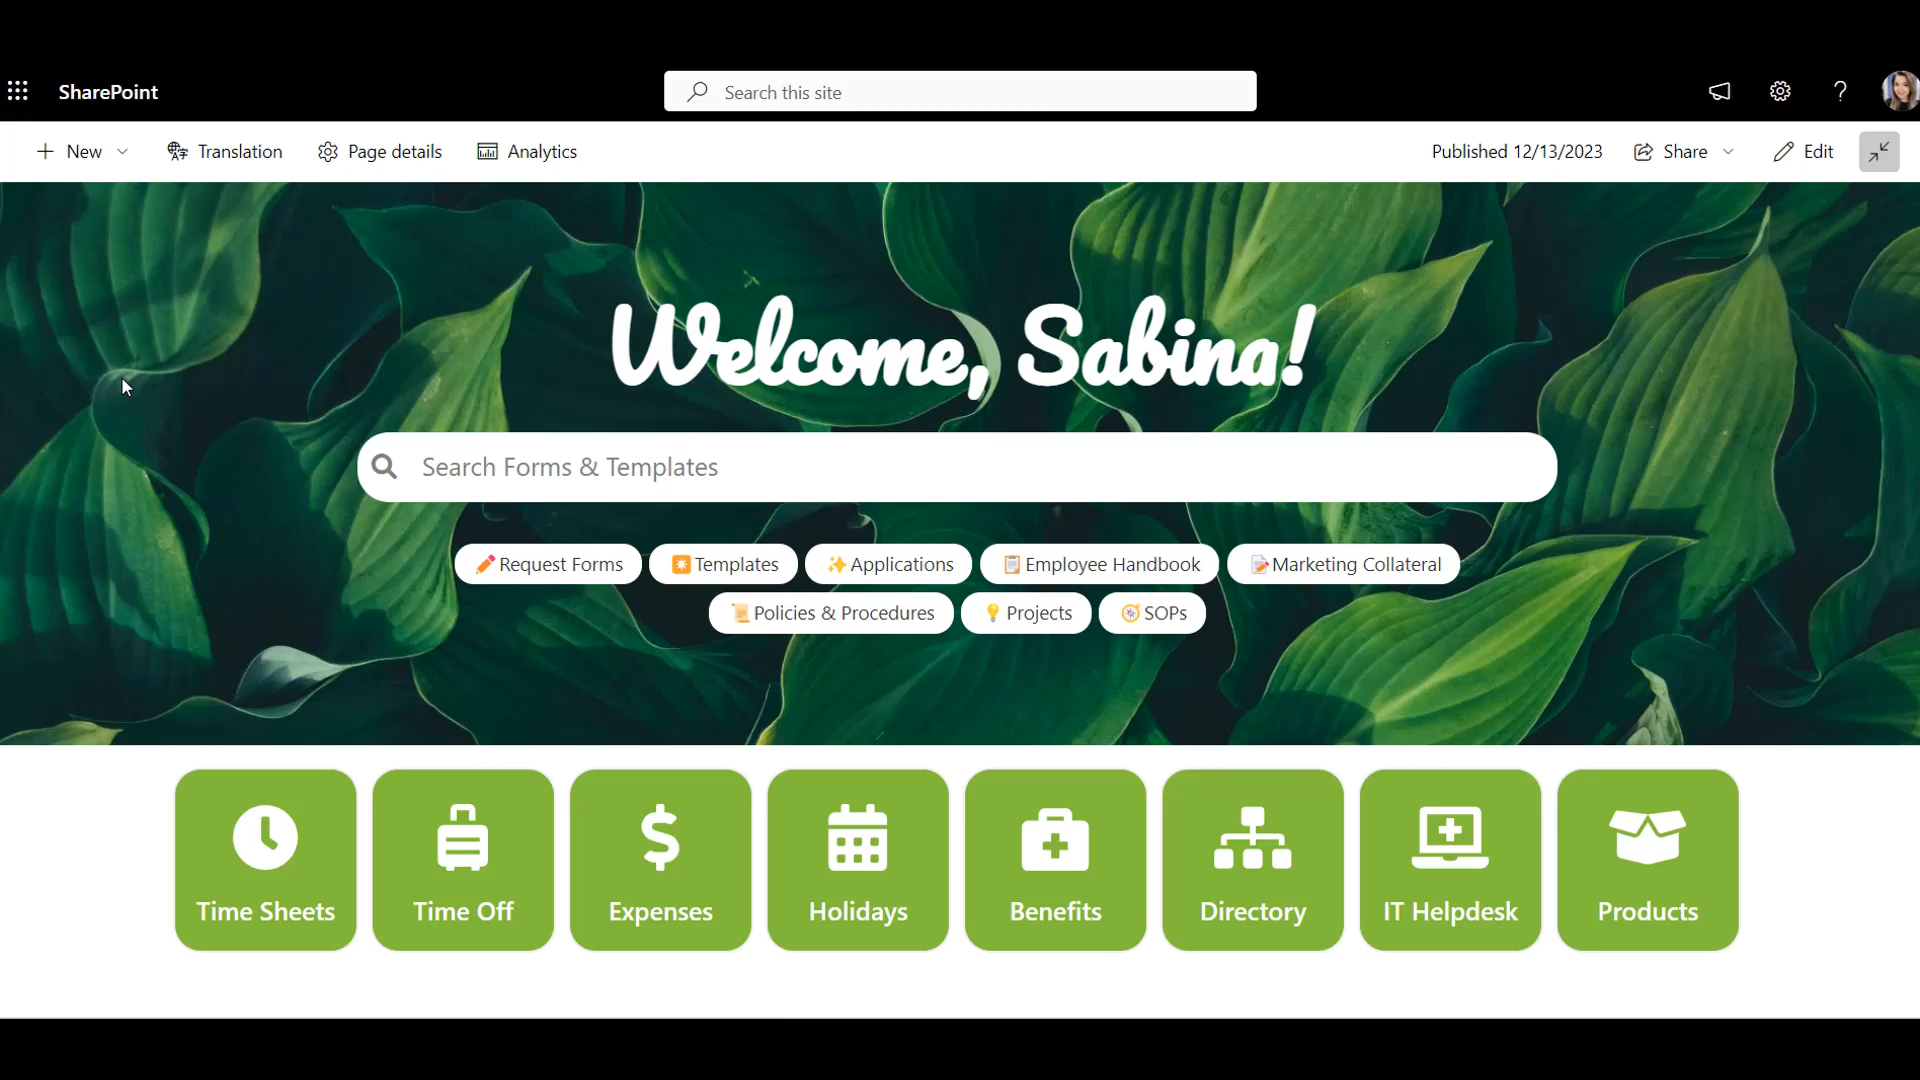 SharePoint
Search this site
New
Translation
Page details
Analytics
Published 12/13/2023
Share
Edit
Welcome, Sabina!
Search Forms & Templates
Request Forms
Templates
Applications
Employee Handbook
Marketing Collateral
Policies & Procedures
Projects
SOPs
Time Sheets
Time Off
Expenses
Holidays
Benefits
Directory
IT Helpdesk
Products